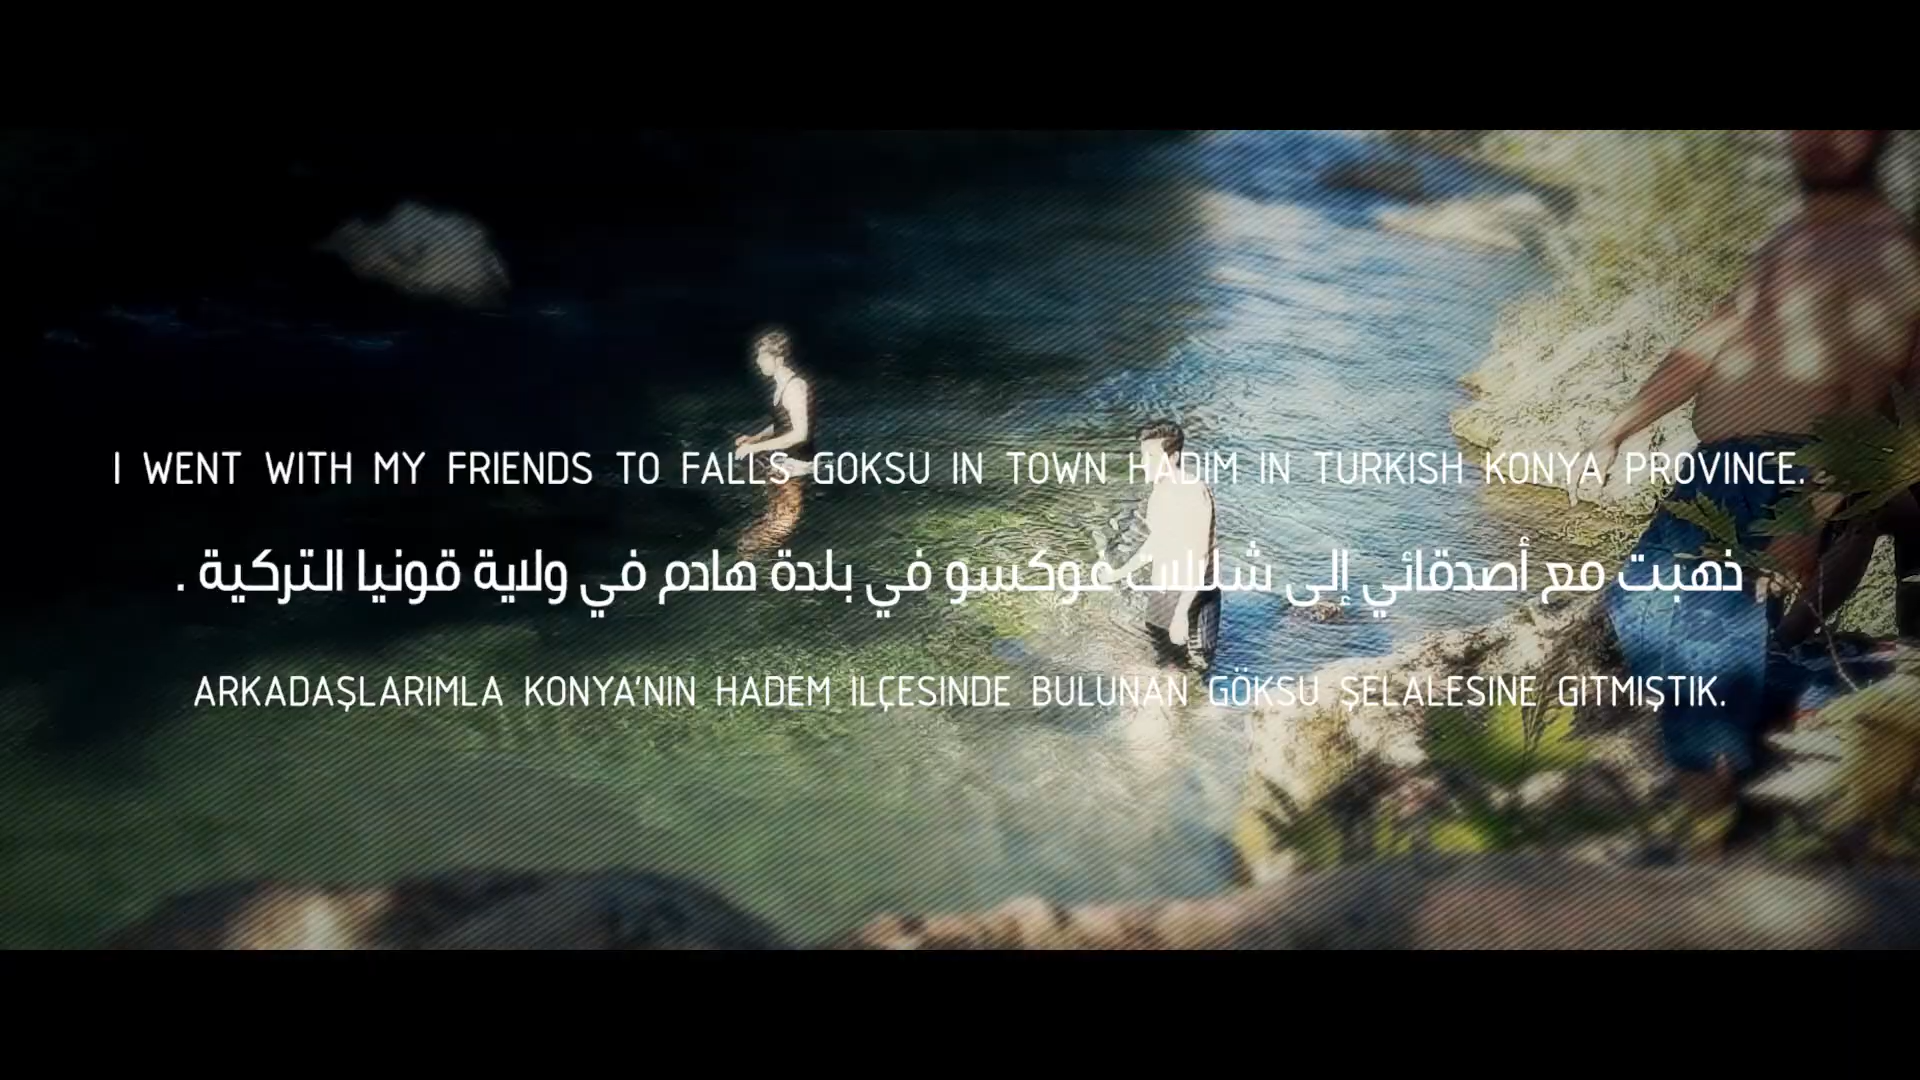 I WENT WITH MY FRIENDS TO FALLS GOKSU IN TOWN HADIM IN TURKISH KONYA PROVINCE.
ذهبت مع أصدقائي إلى شلالات غوكسو في بلدة هادم في ولاية قونيا التركية .
ARKADAŞLARIMLA KONYA'NIN HADEM ILÇESINDE BULUNAN GÖKSU ŞELALESINE GITMIŞTIK.